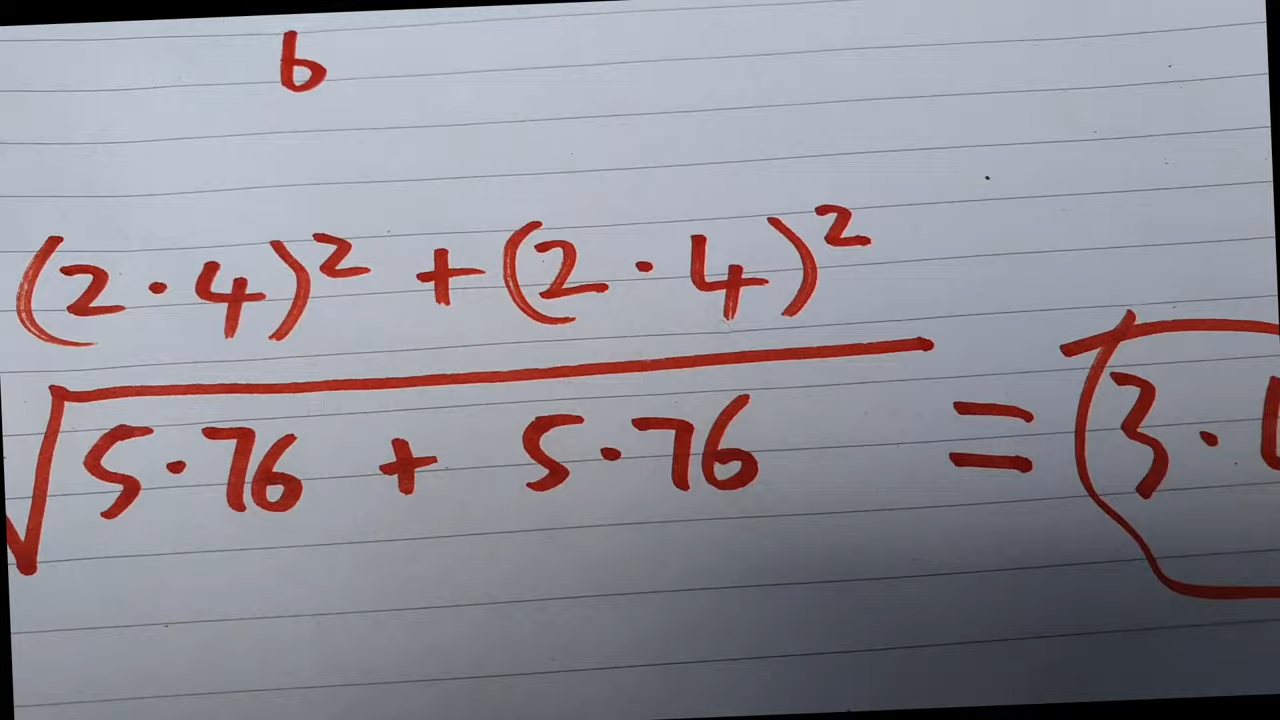 b
(2·4)² + (2·4)²
√5·76 + 5·76 = 3·